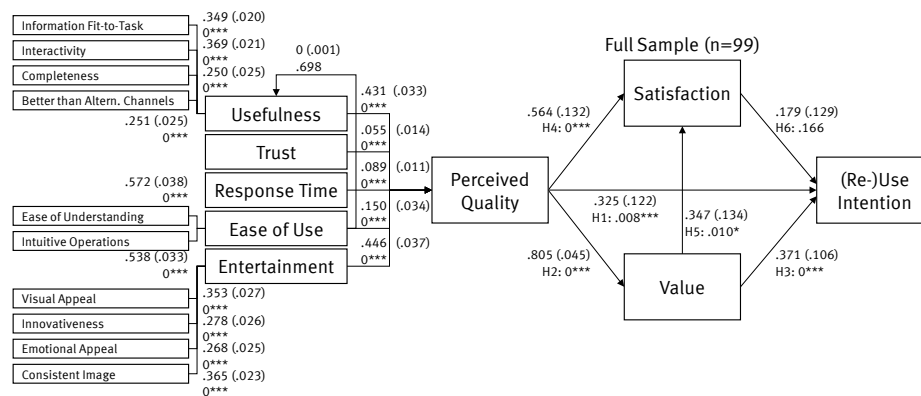 Information Fit-to-Task
Interactivity
Completeness
Better than Altern. Channels
.349 (.020)
0***
.369 (.021)
0***
.250 (.025)
0***
.251 (.025)
0***
0 (.001)
.698
Usefulness
Trust
Response Time
Ease of Use
Entertainment
.431 (.033)
0***
.055 (.014)
0***
.089 (.011)
0***
.150 (.034)
0***
.446 (.037)
0***
.572 (.038)
0***
Ease of Understanding
Intuitive Operations
.538 (.033)
0***
Visual Appeal
Innovativeness
Emotional Appeal
Consistent Image
.353 (.027)
0***
.278 (.026)
0***
.268 (.025)
0***
.365 (.023)
0***
Perceived
Quality
Full Sample (n=99)
Satisfaction
.564 (.132)
H4: 0***
.179 (.129)
H6: .166
.325 (.122)
H1: .008***
.347 (.134)
H5: .010*
(Re-)Use
Intention
.805 (.045)
H2: 0***
Value
.371 (.106)
H3: 0***